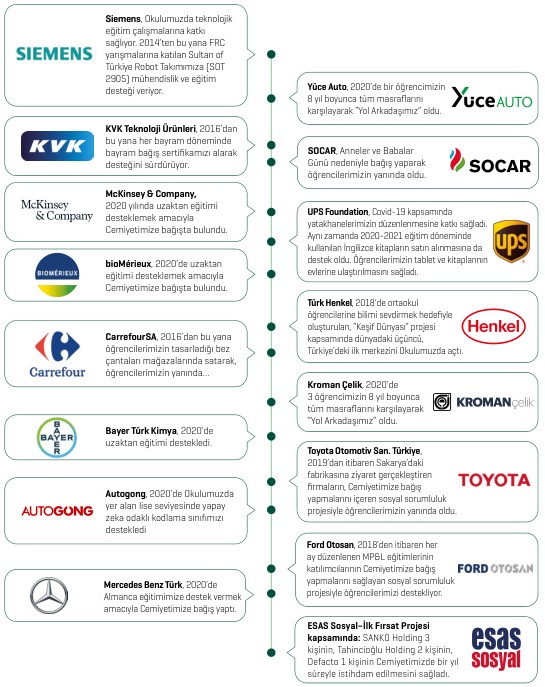 SIEMENS
Siemens, Okulumuzda teknolojik
eğitim çalışmalarına katkı
sağlıyor. 2014'ten bu yana FRC
yarışmalarına katılan Sultan of
Türkiye Robot Takımımıza (SOT
2905) mühendislik ve eğitim
desteği veriyor.
Yüce Auto, 2020'de bir öğrencimizin
8 yıl boyunca tüm masraflarını
karşılayarak "Yol Arkadaşımız" oldu.
YüceAUTO
KVK
KVK Teknoloji Ürünleri, 2016'dan
bu yana her bayram döneminde
bayram bağış sertifikamızı alarak
desteğini sürdürüyor.
SOCAR, Anneler ve Babalar
Günü nedeniyle bağış yaparak
öğrencilerimizin yanında oldu.
SOCAR
McKinsey
& Company
McKinsey & Company,
2020 yılında uzaktan eğitimi
desteklemek amacıyla
Cemiyetimize bağışta bulundu.
UPS Foundation, Covid-19 kapsamında
yatakhanelerimizin düzenlenmesine katkı sağladı.
Aynı zamanda 2020-2021 eğitim döneminde
kullanılan İngilizce kitapların satın alınmasına da
destek oldu. Öğrencilerimizin tablet ve kitaplarının
evlerine ulaştırılmasını sağladı.
ups
BIOMÉRIEUX
bioMérieux, 2020'de uzaktan
eğitimi desteklemek amacıyla
Cemiyetimize bağışta bulundu.
Türk Henkel, 2018'de ortaokul
öğrencilerine bilimi sevdirmek hedefiyle
oluşturulan, "Keşif Dünyası" projesi
kapsamında dünyadaki üçüncü,
Türkiye'deki ilk merkezini Okulumuzda açtı.
Henkel
Carrefour
CarrefourSA, 2016'dan bu yana
öğrencilerimizin tasarladığı bez
çantaları mağazalarında satarak,
öğrencilerimizin yanında...
Kroman Çelik, 2020'de
3 öğrencimizin 8 yıl boyunca
tüm masraflarını karşılayarak
"Yol Arkadaşımız" oldu.
KROMANçelik
BAYER
BAYER
Bayer Türk Kimya, 2020'de
uzaktan eğitimi destekledi.
Toyota Otomotiv San. Türkiye,
2019'dan itibaren Sakarya'daki
fabrikasına ziyaret gerçekleştiren
firmaların, Cemiyetimize bağış
yapmalarını içeren sosyal sorumluluk
projesiyle öğrencilerimizin yanında oldu.
TOYOTA
AUTOGONG
Autogong, 2020'de Okulumuzda
yer alan lise seviyesinde yapay
zeka odaklı kodlama sınıfımızı
destekledi
Ford Otosan, 2018'den itibaren her
ay düzenlenen MP&L eğitimlerinin
katılımcılarının Cemiyetimize bağış
yapmalarını sağlayan sosyal sorumluluk
projesiyle öğrencilerimizi destekliyor.
FORD OTOSAN
Mercedes Benz Türk, 2020'de
Almanca eğitimimize destek vermek
amacıyla Cemiyetimize bağış yaptı.
ESAS Sosyal-İlk Fırsat Projesi
kapsamında: SANKO Holding 3
kişinin, Tahincioğlu Holding 2 kişinin,
Defacto 1 kişinin Cemiyetimizde bir yıl
süreyle istihdam edilmesini sağladı.
esas
sosyal